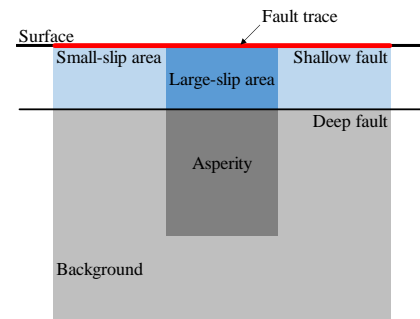 Fault trace
Surface
Small-slip area
Shallow fault
Large-slip area
Deep fault
Asperity
Background